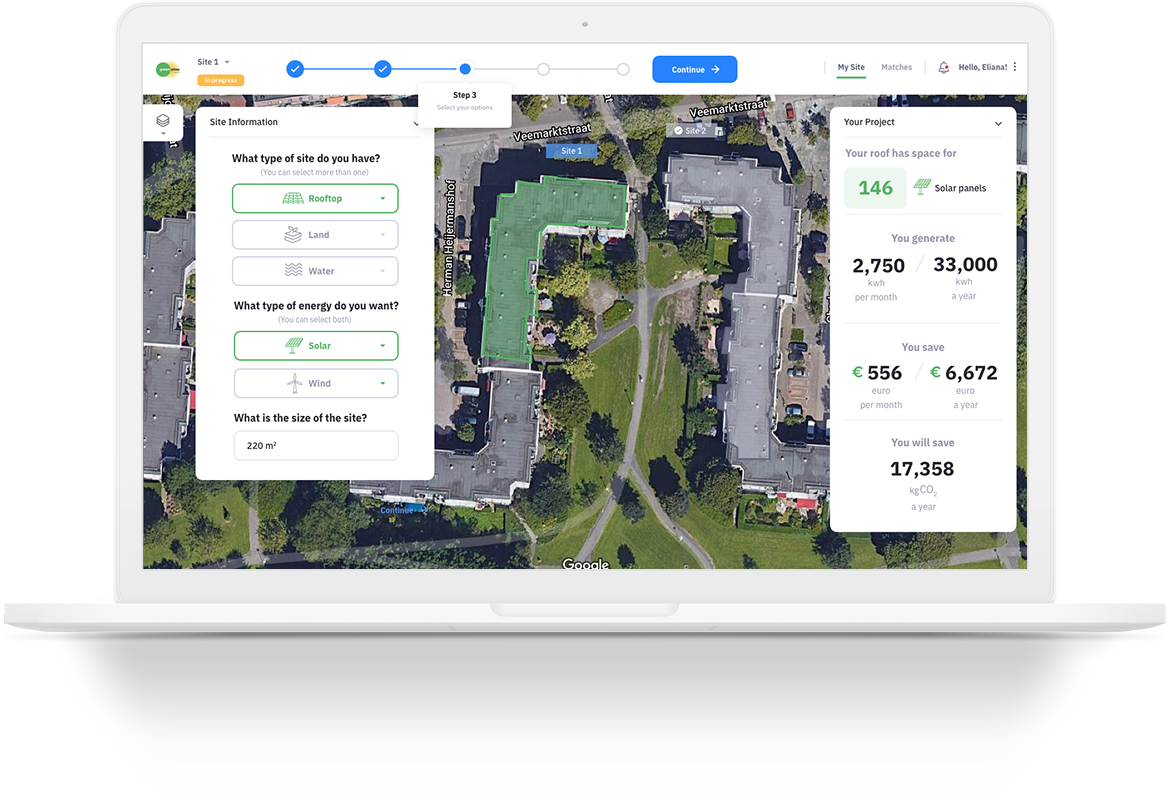 Site 1
In progress
Step 3
Select your options
Continue →
My Site
Matches
Hello, Eliana!
Site Information
What type of site do you have?
(You can select more than one)
Rooftop
Land
Water
What type of energy do you want?
(You can select both)
Solar
Wind
What is the size of the site?
220 m²
Continue
Veemarktstraat
Veemarktstraat
Site 1
Site 2
Herman Heijermanshof
Google
Your Project
Your roof has space for
146 Solar panels
You generate
2,750 / 33,000
kwh kwh
per month a year
You save
€ 556 / € 6,672
euro euro
per month a year
You will save
17,358
kg CO₂
a year